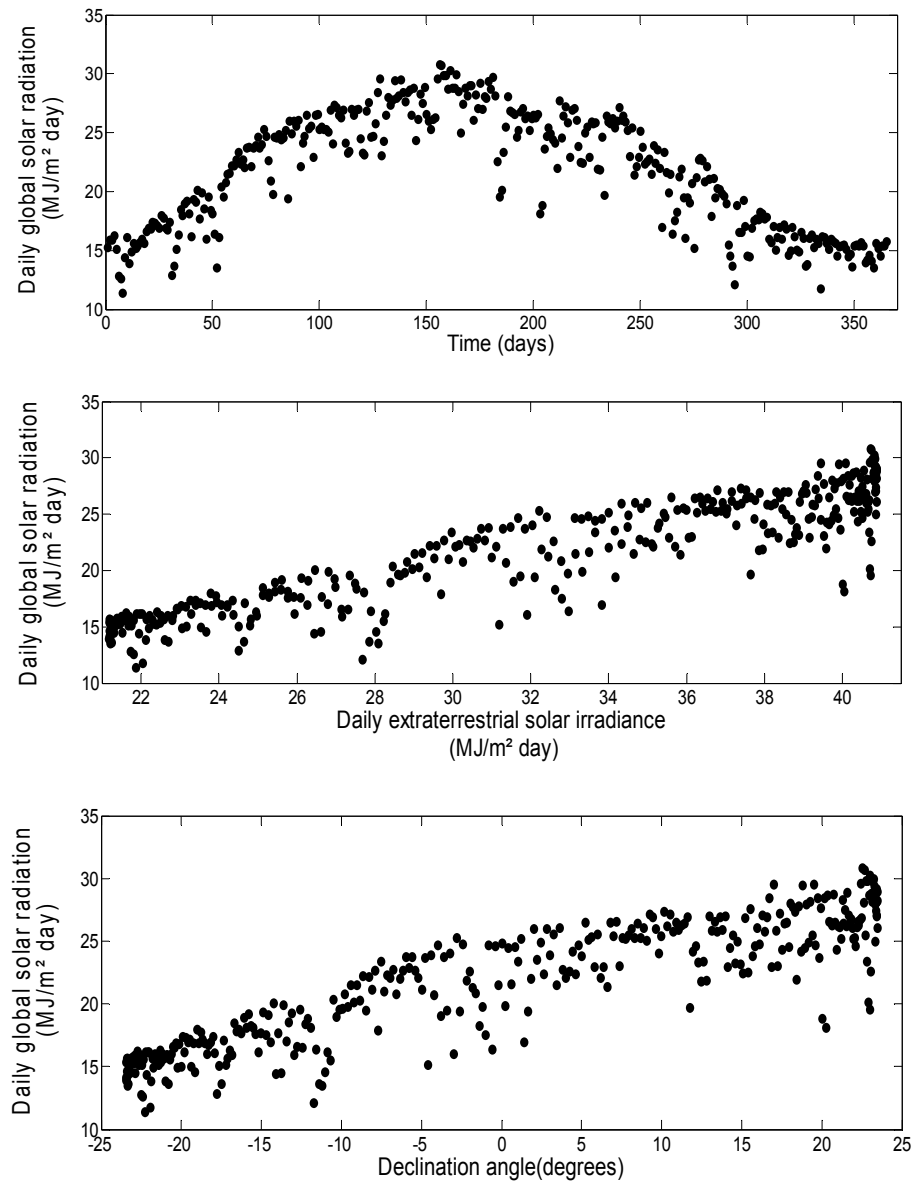 Daily global solar radiation
(MJ/m² day)
35
30
25
20
15
10
0 50 100 150 200 250 300 350
Time (days)
Daily global solar radiation
(MJ/m² day)
35
30
25
20
15
10
22 24 26 28 30 32 34 36 38 40
Daily extraterrestrial solar irradiance
(MJ/m² day)
Daily global solar radiation
(MJ/m² day)
35
30
25
20
15
10
-25 -20 -15 -10 -5 0 5 10 15 20 25
Declination angle(degrees)